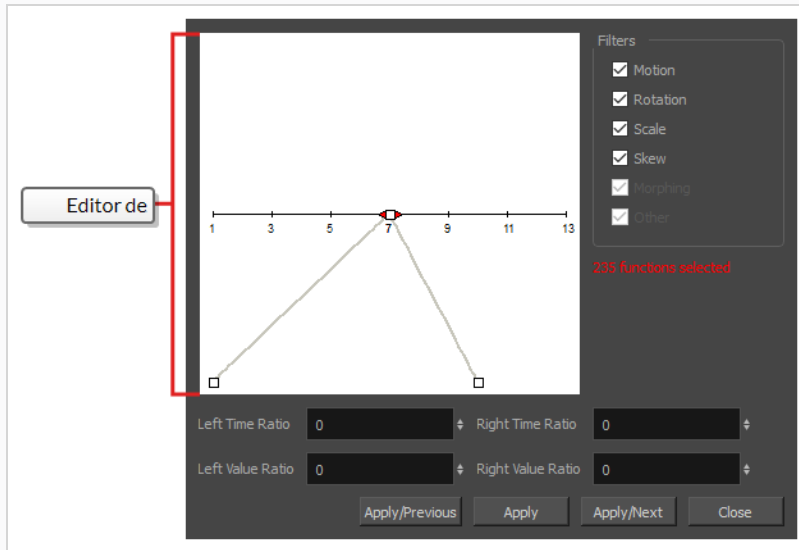 Filters
Motion
Rotation
Scale
Skew
Morphing
Other
235 functions selected
Editor de
1 3 5 7 9 11 13
Left Time Ratio 0 Right Time Ratio 0
Left Value Ratio 0 Right Value Ratio 0
Apply/Previous Apply Apply/Next Close